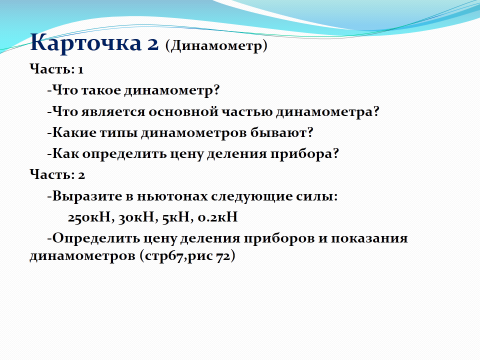 Карточка 2 (Динамометр)
Часть: 1
-Что такое динамометр?
-Что является основной частью динамометра?
-Какие типы динамометров бывают?
-Как определить цену деления прибора?
Часть: 2
-Выразите в ньютонах следующие силы:
250кН, 30кН, 5кН, 0.2кН
-Определить цену деления приборов и показания
динамометров (стр67,рис 72)